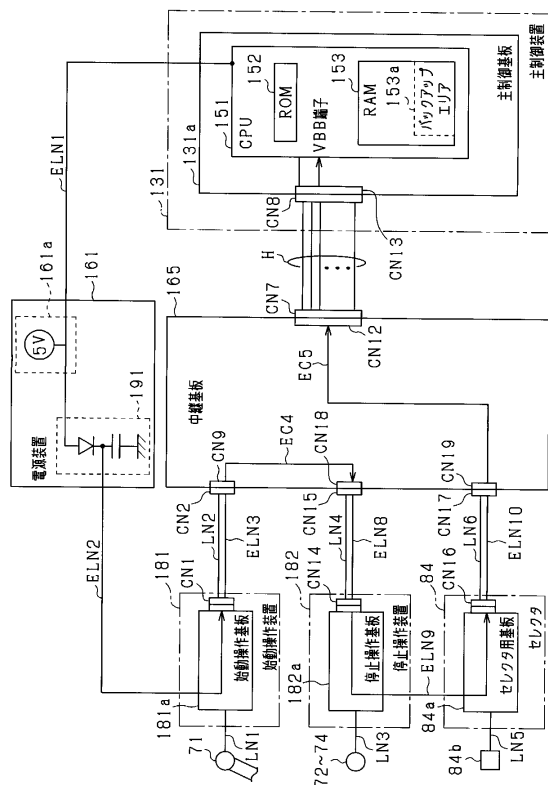 131
131a
151
CPU
152
ROM
153
RAM
153a
バックアップ
エリア
VBB端子
主制御基板
主制御装置
CN8
CN13
H
ELN1
161a
161
5V
191
電源装置
165
CN7
CN12
EC5
中継基板
ELN2
CN2
CN9
EC4
CN18
CN15
CN19
CN17
181
CN1
LN2
ELN3
始動操作基板
始動操作装置
181a
71
LN1
182
CN14
LN4
ELN8
停止操作基板
停止操作装置
182a
72~74
LN3
ELN9
84
CN16
LN6
ELN10
セレクタ用基板
セレクタ
84a
84b
LN5